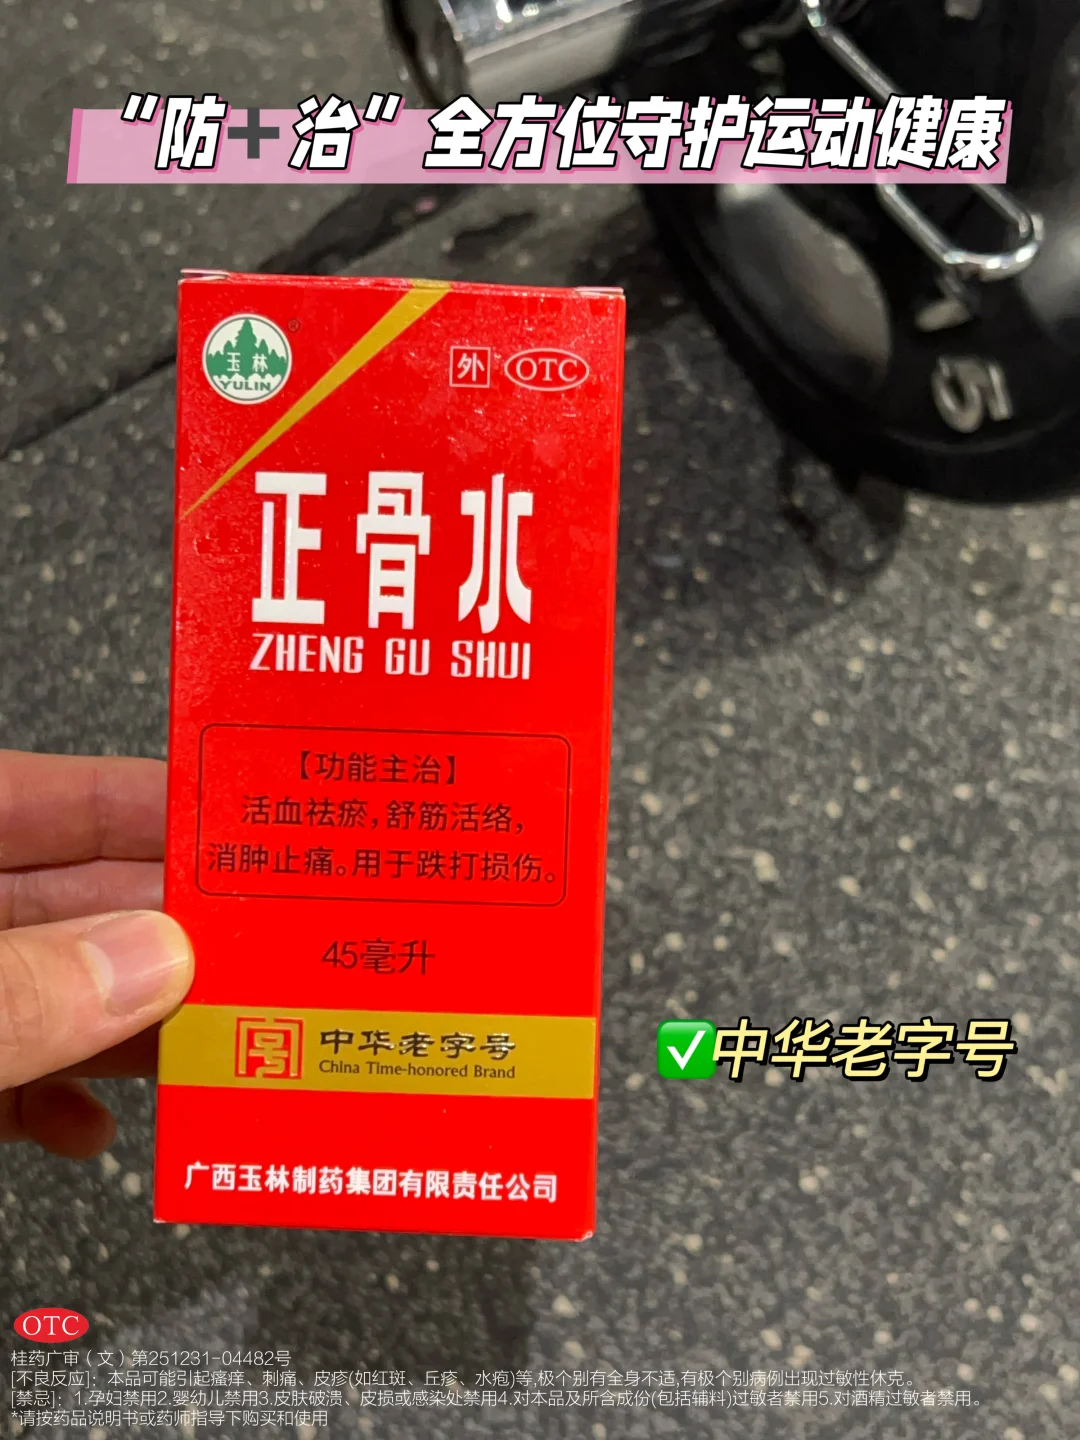 “防➕治”全方位守护运动健康
玉林
YULIN
®
外 OTC
正骨水
ZHENG GU SHUI
【功能主治】
活血祛瘀，舒筋活络，
消肿止痛。用于跌打损伤。
45毫升
中华老字号
China Time-honored Brand
✅中华老字号
广西玉林制药集团有限责任公司
5
OTC
桂药广审（文）第251231-04482号
[不良反应]：本品可能引起瘙痒、刺痛、皮疹(如红斑、丘疹、水疱)等,极个别有全身不适,有极个别病例出现过敏性休克。
[禁忌]：1.孕妇禁用2.婴幼儿禁用3.皮肤破溃、皮损或感染处禁用4.对本品及所含成份(包括辅料)过敏者禁用5.对酒精过敏者禁用。
*请按药品说明书或药师指导下购买和使用